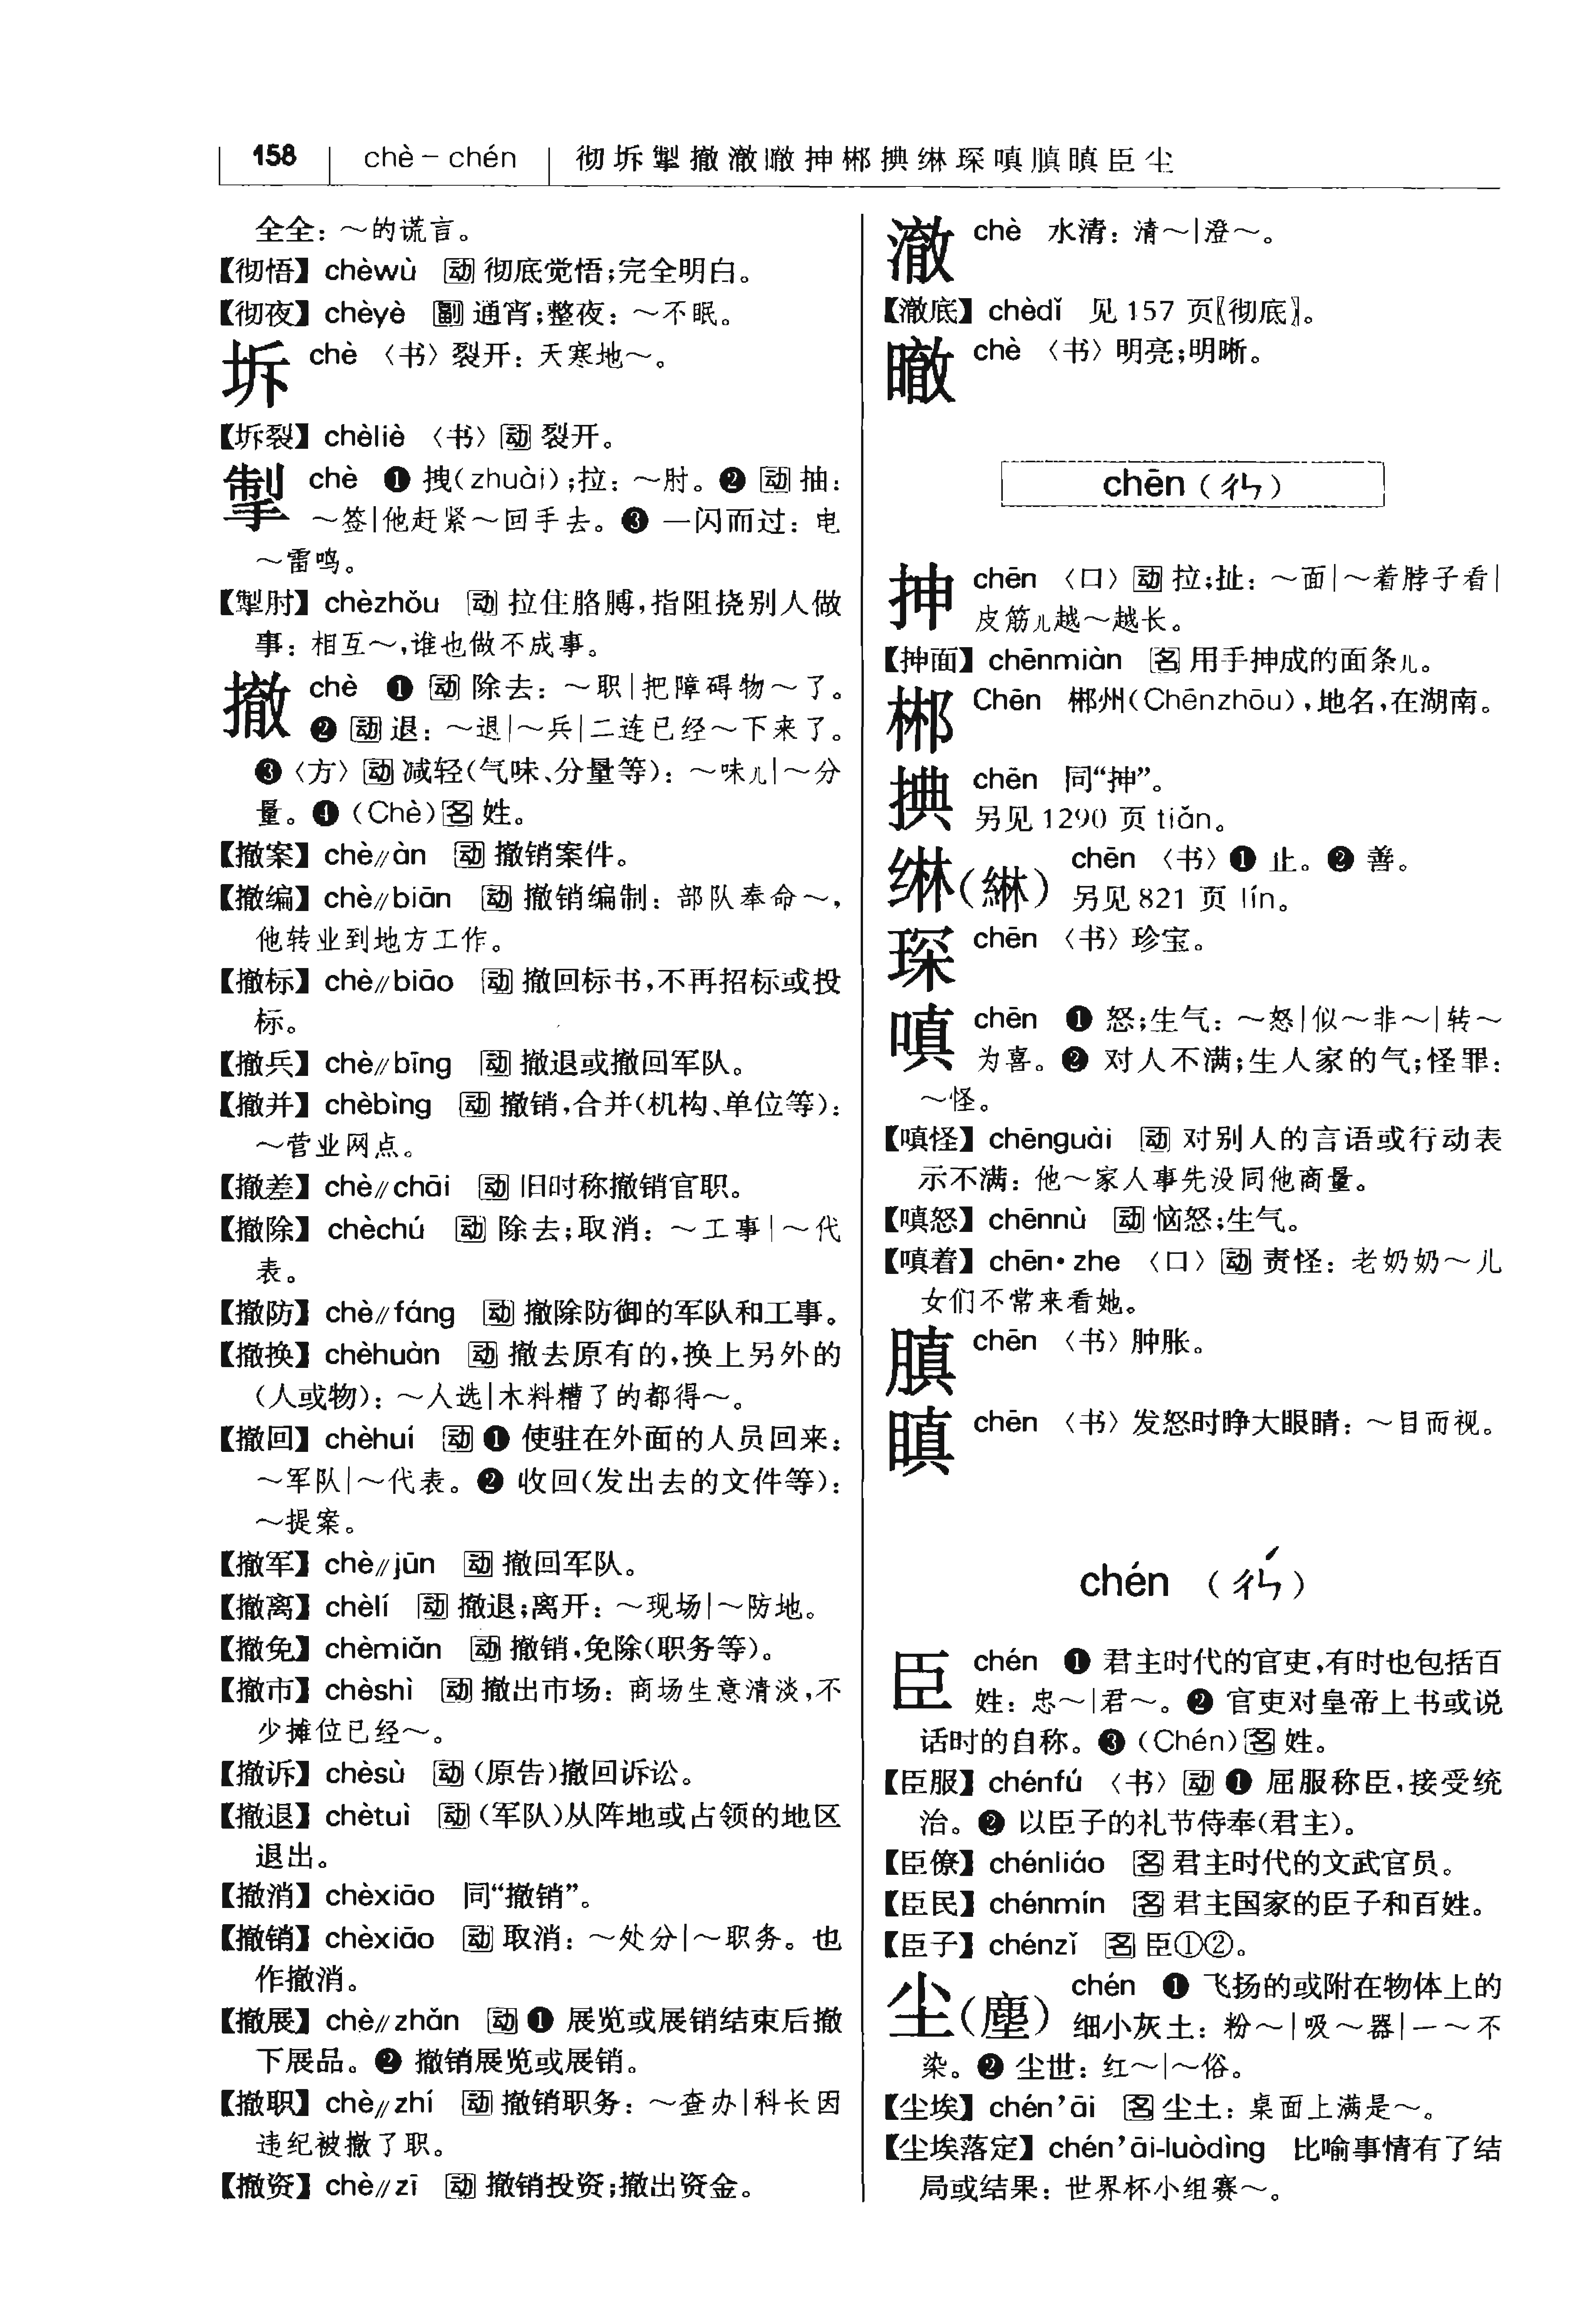 158 chè－chén 彻坼掣撤澈瞮抻郴捵綝琛嗔䐜瞋臣尘
全全：～的谎言。
【彻悟】chèwù 动 彻底觉悟；完全明白。
【彻夜】chèyè 副 通宵；整夜：～不眠。
坼 chè 〈书〉裂开：天寒地～。
【坼裂】chèliè 〈书〉动 裂开。
掣 chè ❶ 拽(zhuài)；拉：～肘。❷ 动 抽：
～签|他赶紧～回手去。❸ 一闪而过：电
～雷鸣。
【掣肘】chèzhǒu 动 拉住胳膊，指阻挠别人做
事：相互～，谁也做不成事。
撤 chè ❶ 动 除去：～职|把障碍物～了。
❷ 动 退：～退|～兵|二连已经～下来了。
❸〈方〉动 减轻（气味、分量等）：～味儿|～分
量。❹（Chè）名 姓。
【撤案】chè//àn 动 撤销案件。
【撤编】chè//biān 动 撤销编制：部队奉命～，
他转业到地方工作。
【撤标】chè//biāo 动 撤回标书，不再招标或投
标。
【撤兵】chè//bīng 动 撤退或撤回军队。
【撤并】chèbìng 动 撤销，合并（机构、单位等）：
～营业网点。
【撤差】chè//chāi 动 旧时称撤销官职。
【撤除】chèchú 动 除去；取消：～工事|～代
表。
【撤防】chè//fáng 动 撤除防御的军队和工事。
【撤换】chèhuàn 动 撤去原有的，换上另外的
（人或物）：～人选|木料糟了的都得～。
【撤回】chèhuí 动 ❶ 使驻在外面的人员回来：
～军队|～代表。❷ 收回（发出去的文件等）：
～提案。
【撤军】chè//jūn 动 撤回军队。
【撤离】chèlí 动 撤退；离开：～现场|～防地。
【撤免】chèmiǎn 动 撤销，免除（职务等）。
【撤市】chèshì 动 撤出市场：商场生意清淡，不
少摊位已经～。
【撤诉】chèsù 动（原告）撤回诉讼。
【撤退】chètuì 动（军队）从阵地或占领的地区
退出。
【撤消】chèxiāo 同“撤销”。
【撤销】chèxiāo 动 取消：～处分|～职务。也
作撤消。
【撤展】chè//zhǎn 动 ❶ 展览或展销结束后撤
下展品。❷ 撤销展览或展销。
【撤职】chè//zhí 动 撤销职务：～查办|科长因
违纪被撤了职。
【撤资】chè//zī 动 撤销投资；撤出资金。
澈 chè 水清：清～|澄～。
【澈底】chèdǐ 见 157 页〖彻底〗。
瞮 chè 〈书〉明亮；明晰。
chēn（ㄔㄣ）
抻 chēn 〈口〉动 拉；扯：～面|～着脖子看|
皮筋儿越～越长。
【抻面】chēnmiàn 名 用手抻成的面条儿。
郴 Chēn 郴州（Chēnzhōu），地名，在湖南。
捵 chēn 同“抻”。
另见 1290 页 tiǎn。
𬘭（綝） chēn 〈书〉❶ 止。❷ 善。
另见 821 页 lín。
琛 chēn 〈书〉珍宝。
嗔 chēn ❶ 怒；生气：～怒|似～非～|转～
为喜。❷ 对人不满；生人家的气；怪罪：
～怪。
【嗔怪】chēnguài 动 对别人的言语或行动表
示不满：他～家人事先没同他商量。
【嗔怒】chēnnù 动 恼怒；生气。
【嗔着】chēn·zhe 〈口〉动 责怪：老奶奶～儿
女们不常来看她。
䐜 chēn 〈书〉肿胀。
瞋 chēn 〈书〉发怒时睁大眼睛：～目而视。
chén （ㄔㄣˊ）
臣 chén ❶ 君主时代的官吏，有时也包括百
姓：忠～|君～。❷ 官吏对皇帝上书或说
话时的自称。❸（Chén）名 姓。
【臣服】chénfú 〈书〉动 ❶ 屈服称臣，接受统
治。❷ 以臣子的礼节侍奉（君主）。
【臣僚】chénliáo 名 君主时代的文武官员。
【臣民】chénmín 名 君主国家的臣子和百姓。
【臣子】chénzǐ 名 臣①②。
尘（塵） chén ❶ 飞扬的或附在物体上的
细小灰土：粉～|吸～器|一～不
染。❷ 尘世：红～|～俗。
【尘埃】chén’āi 名 尘土：桌面上满是～。
【尘埃落定】chén’āi-luòdìng 比喻事情有了结
局或结果：世界杯小组赛～。